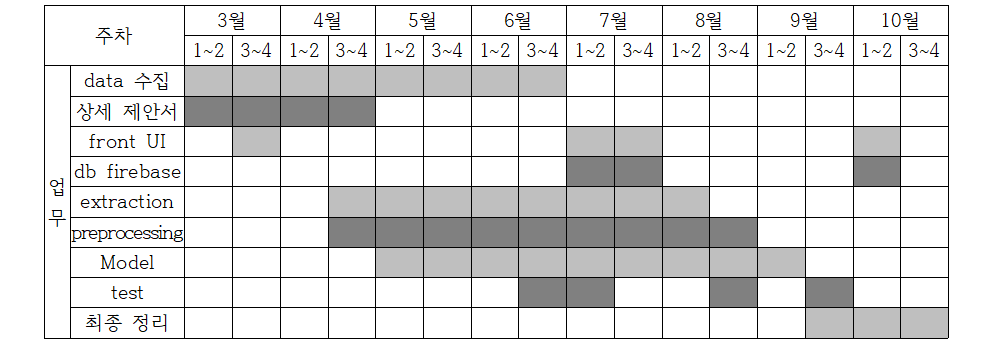 주차 3월 4월 5월 6월 7월 8월 9월 10월
1~2 3~4 1~2 3~4 1~2 3~4 1~2 3~4 1~2 3~4 1~2 3~4 1~2 3~4 1~2 3~4
업무
data 수집
상세 제안서
front UI
db firebase
extraction
preprocessing
Model
test
최종 정리